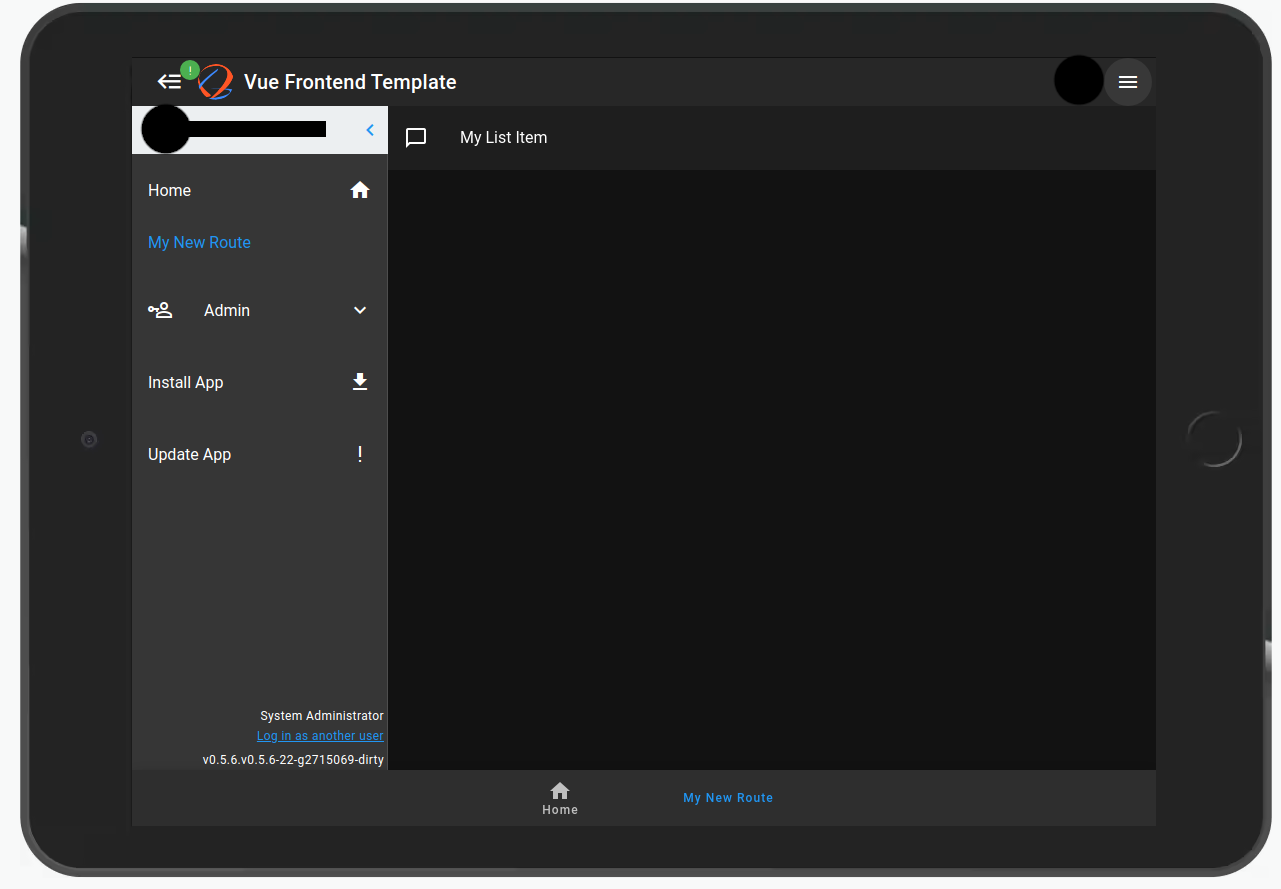 !
Vue Frontend Template
My List Item
Home
My New Route
Admin
Install App
Update App
!
System Administrator
Log in as another user
v0.5.6.v0.5.6-22-g2715069-dirty
Home
My New Route